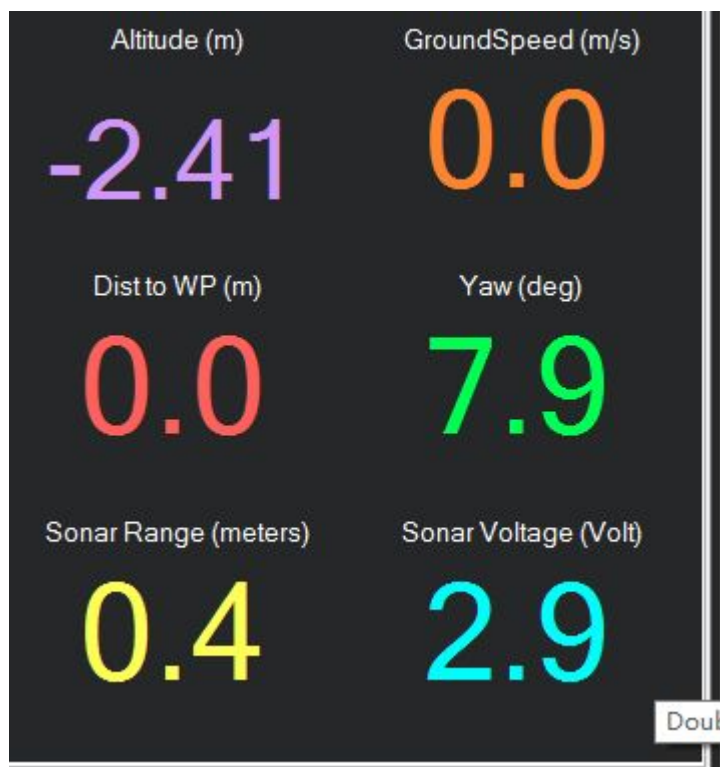 Altitude (m) GroundSpeed (m/s)
-2.41 0.0
Dist to WP (m) Yaw (deg)
0.0 7.9
Sonar Range (meters) Sonar Voltage (Volt)
0.4 2.9